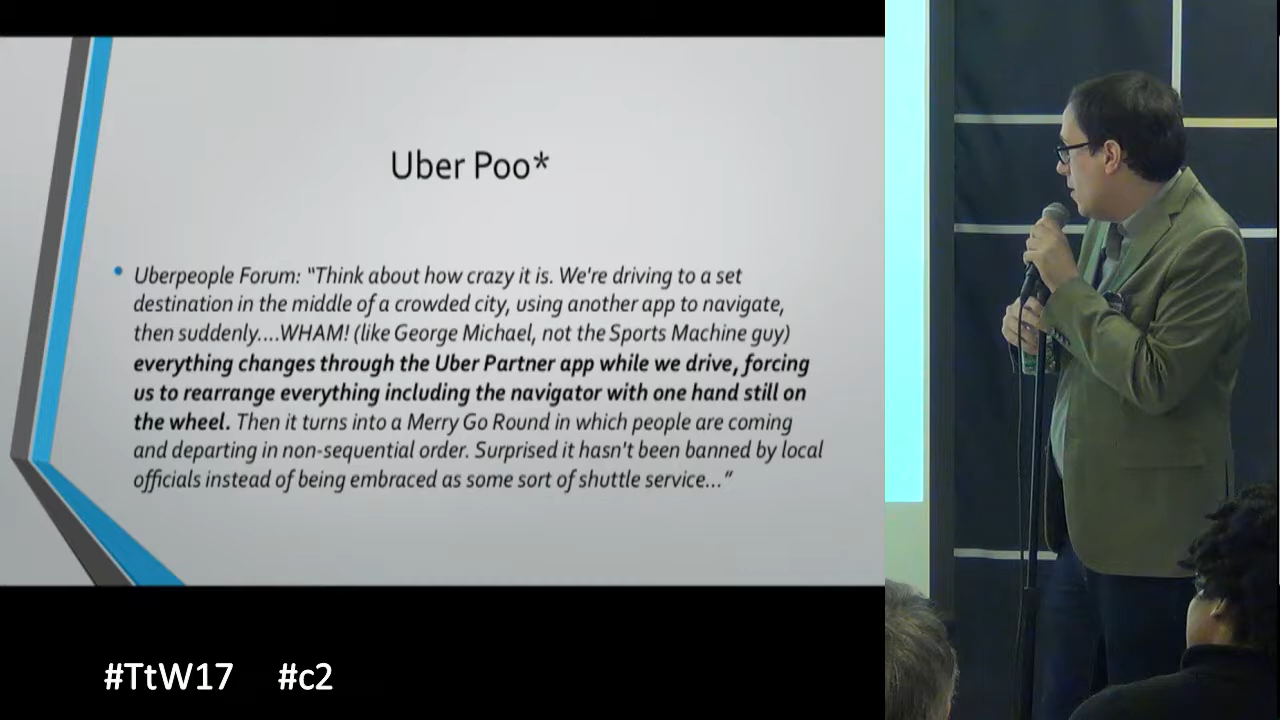 Uber Poo*
• Uberpeople Forum: "Think about how crazy it is. We're driving to a set
destination in the middle of a crowded city, using another app to navigate,
then suddenly....WHAM! (like George Michael, not the Sports Machine guy)
everything changes through the Uber Partner app while we drive, forcing
us to rearrange everything including the navigator with one hand still on
the wheel. Then it turns into a Merry Go Round in which people are coming
and departing in non-sequential order. Surprised it hasn't been banned by local
officials instead of being embraced as some sort of shuttle service..."
#TtW17 #c2